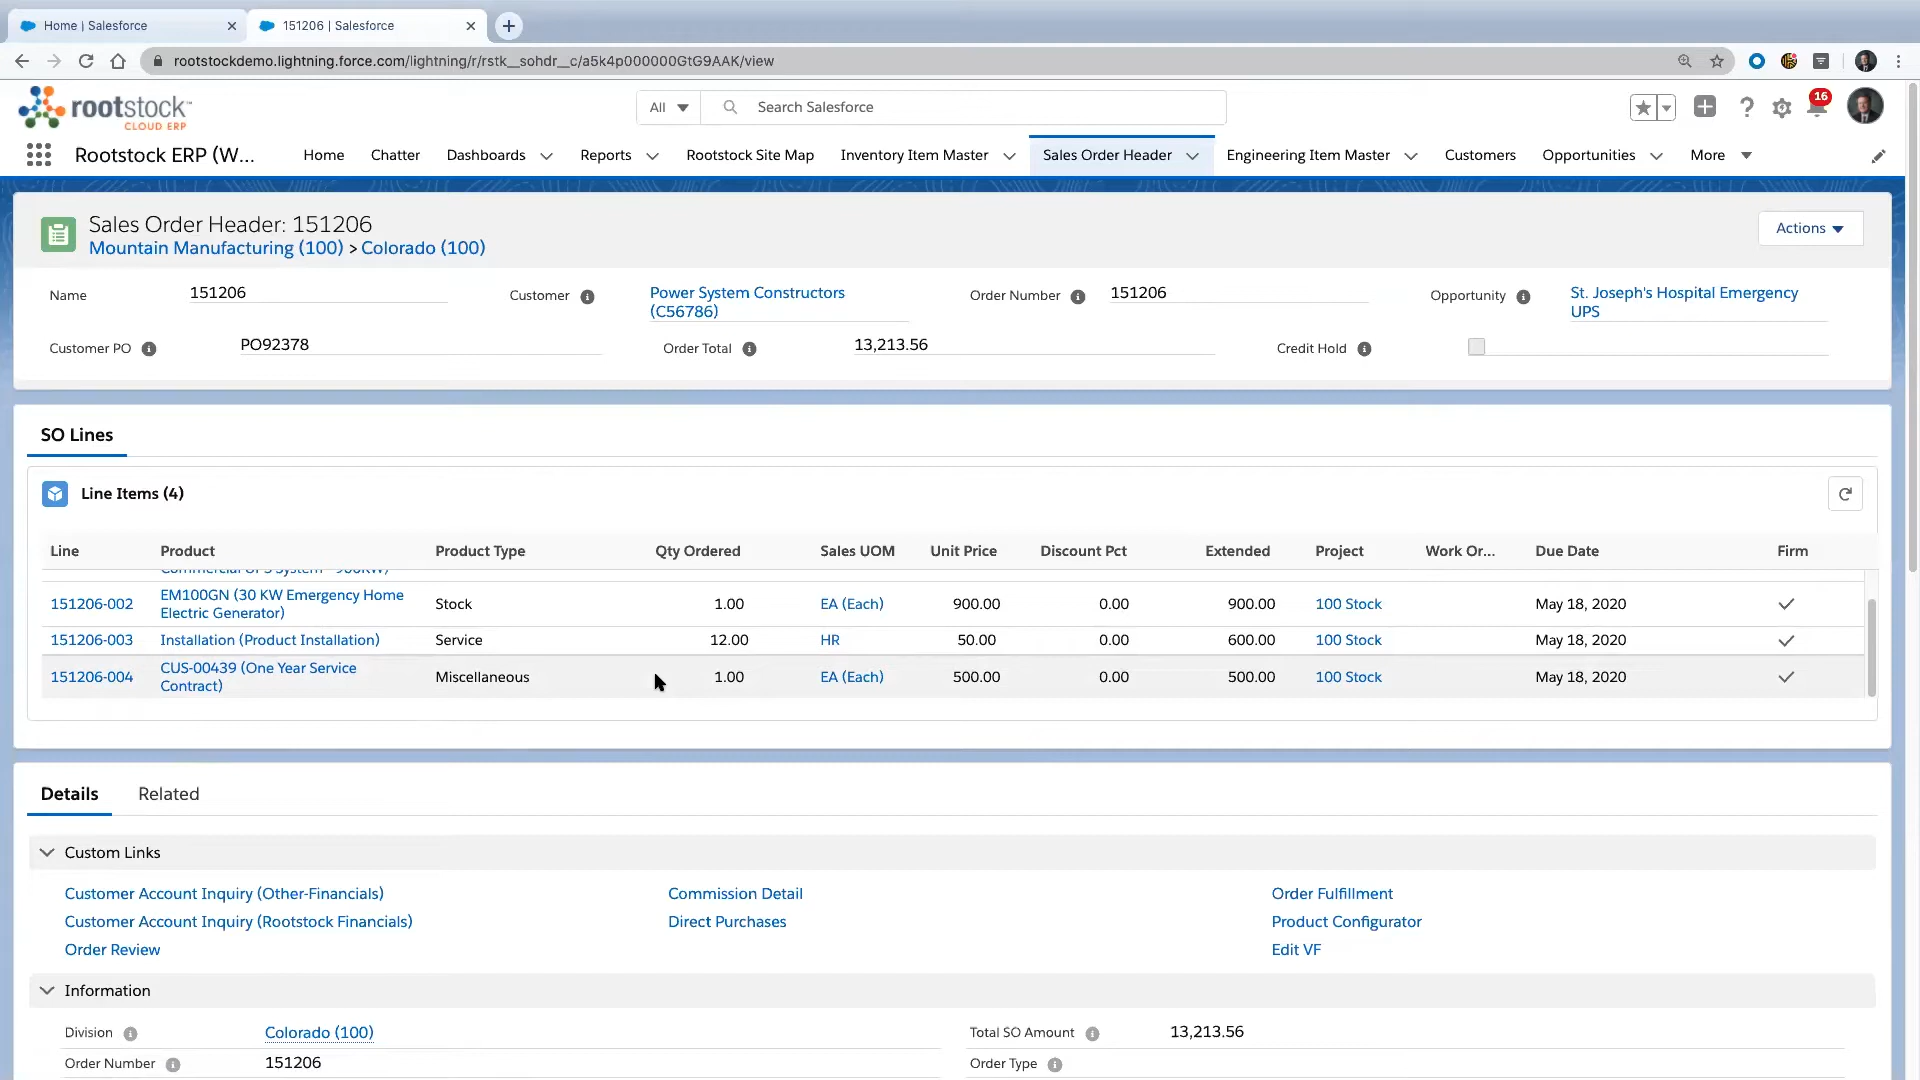 Home | Salesforce
151206 | Salesforce
rootstockdemo.lightning.force.com/lightning/r/rstk__sohdr__c/a5k4p000000GtG9AAK/view
rootstock
CLOUD ERP
All
Search Salesforce
16
Rootstock ERP (W...
Home
Chatter
Dashboards
Reports
Rootstock Site Map
Inventory Item Master
Sales Order Header
Engineering Item Master
Customers
Opportunities
More
Sales Order Header: 151206
Mountain Manufacturing (100) > Colorado (100)
Actions
Name 151206
Customer Power System Constructors
(C56786)
Order Number 151206
Opportunity St. Joseph's Hospital Emergency
UPS
Customer PO PO92378
Order Total 13,213.56
Credit Hold
SO Lines
Line Items (4)
Line Product Product Type Qty Ordered Sales UOM Unit Price Discount Pct Extended Project Work Or... Due Date Firm
151206-002 EM100GN (30 KW Emergency Home
Electric Generator) Stock 1.00 EA (Each) 900.00 0.00 900.00 100 Stock May 18, 2020
151206-003 Installation (Product Installation) Service 12.00 HR 50.00 0.00 600.00 100 Stock May 18, 2020
151206-004 CUS-00439 (One Year Service
Contract) Miscellaneous 1.00 EA (Each) 500.00 0.00 500.00 100 Stock May 18, 2020
Details
Related
Custom Links
Customer Account Inquiry (Other-Financials) Commission Detail Order Fulfillment
Customer Account Inquiry (Rootstock Financials) Direct Purchases Product Configurator
Order Review Edit VF
Information
Division Colorado (100) Total SO Amount 13,213.56
Order Number 151206 Order Type